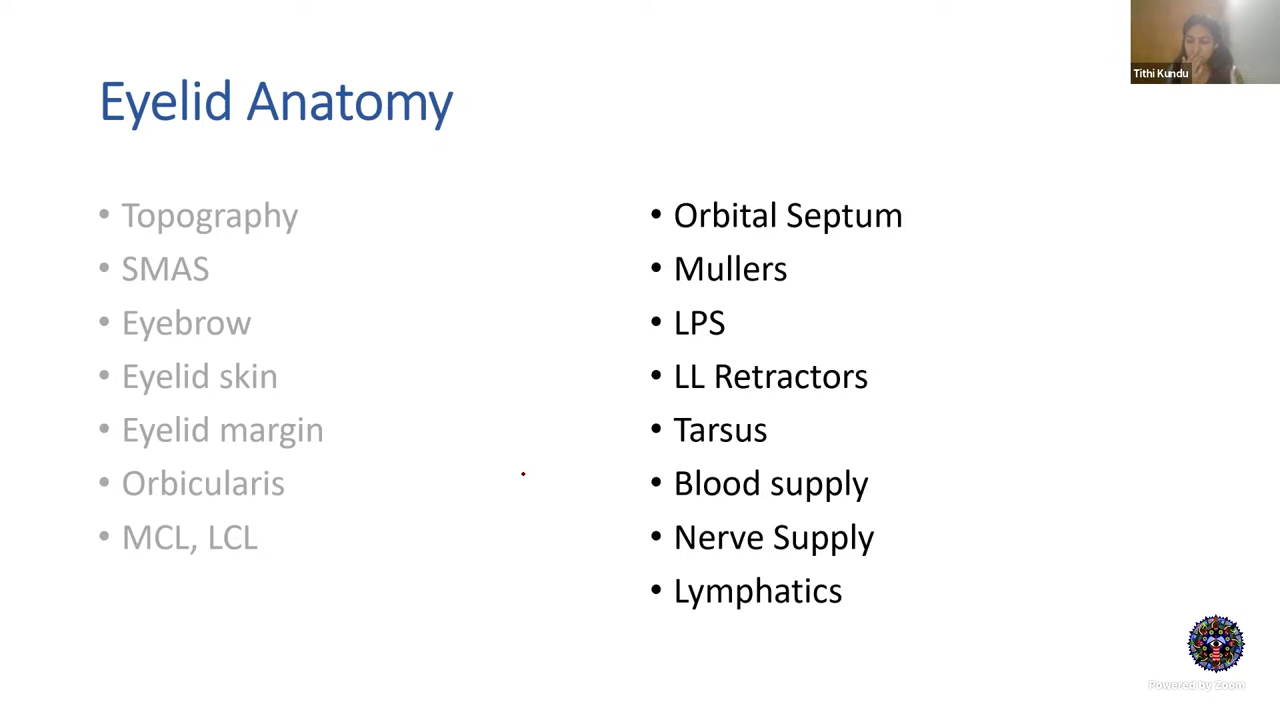 Tithi Kundu
Eyelid Anatomy
• Topography
• SMAS
• Eyebrow
• Eyelid skin
• Eyelid margin
• Orbicularis
• MCL, LCL
• Orbital Septum
• Mullers
• LPS
• LL Retractors
• Tarsus
• Blood supply
• Nerve Supply
• Lymphatics
Powered by Zoom